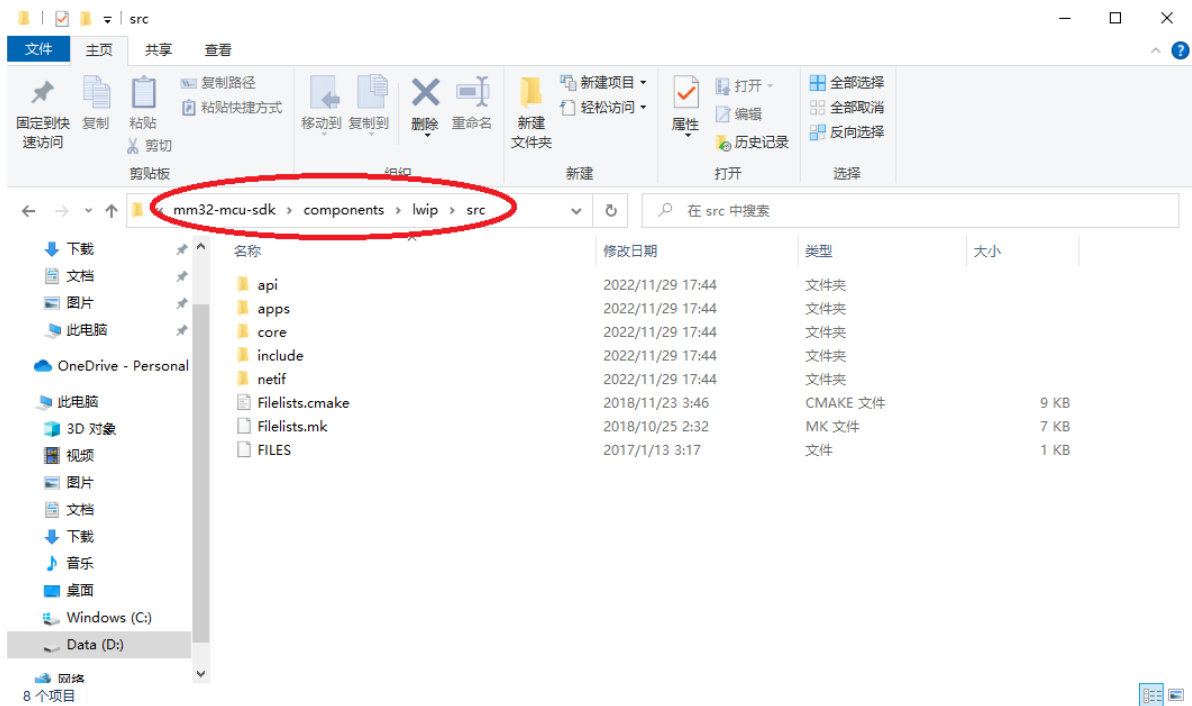 src
文件 主页 共享 查看
固定到快速访问 复制 粘贴 复制路径 粘贴快捷方式 剪切 移动到 复制到 删除 重命名 新建文件夹 新建项目 轻松访问 属性 打开 编辑 历史记录 全部选择 全部取消 反向选择
剪贴板 组织 新建 打开 选择
« mm32-mcu-sdk › components › lwip › src 在 src 中搜索
下载
文档
图片
此电脑
OneDrive - Personal
此电脑
3D 对象
视频
图片
文档
下载
音乐
桌面
Windows (C:)
Data (D:)
网络
名称 修改日期 类型 大小
api 2022/11/29 17:44 文件夹
apps 2022/11/29 17:44 文件夹
core 2022/11/29 17:44 文件夹
include 2022/11/29 17:44 文件夹
netif 2022/11/29 17:44 文件夹
Filelists.cmake 2018/11/23 3:46 CMAKE 文件 9 KB
Filelists.mk 2018/10/25 2:32 MK 文件 7 KB
FILES 2017/1/13 3:17 文件 1 KB
8 个项目